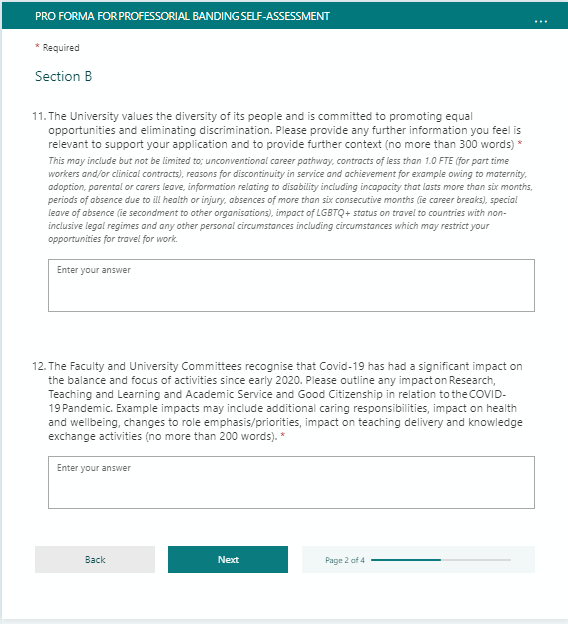 PRO FORMA FOR PROFESSORIAL BANDING SELF-ASSESSMENT
...
* Required
Section B
11. The University values the diversity of its people and is committed to promoting equal
opportunities and eliminating discrimination. Please provide any further information you feel is
relevant to support your application and to provide further context (no more than 300 words) *
This may include but not be limited to; unconventional career pathway, contracts of less than 1.0 FTE (for part time
workers and/or clinical contracts), reasons for discontinuity in service and achievement for example owing to maternity,
adoption, parental or carers leave, information relating to disability including incapacity that lasts more than six months,
periods of absence due to ill health or injury, absences of more than six consecutive months (ie career breaks), special
leave of absence (ie secondment to other organisations), impact of LGBTQ+ status on travel to countries with non-
inclusive legal regimes and any other personal circumstances including circumstances which may restrict your
opportunities for travel for work.
Enter your answer
12. The Faculty and University Committees recognise that Covid-19 has had a significant impact on
the balance and focus of activities since early 2020. Please outline any impact on Research,
Teaching and Learning and Academic Service and Good Citizenship in relation to the COVID-
19 Pandemic. Example impacts may include additional caring responsibilities, impact on health
and wellbeing, changes to role emphasis/priorities, impact on teaching delivery and knowledge
exchange activities (no more than 200 words). *
Enter your answer
Back
Next
Page 2 of 4